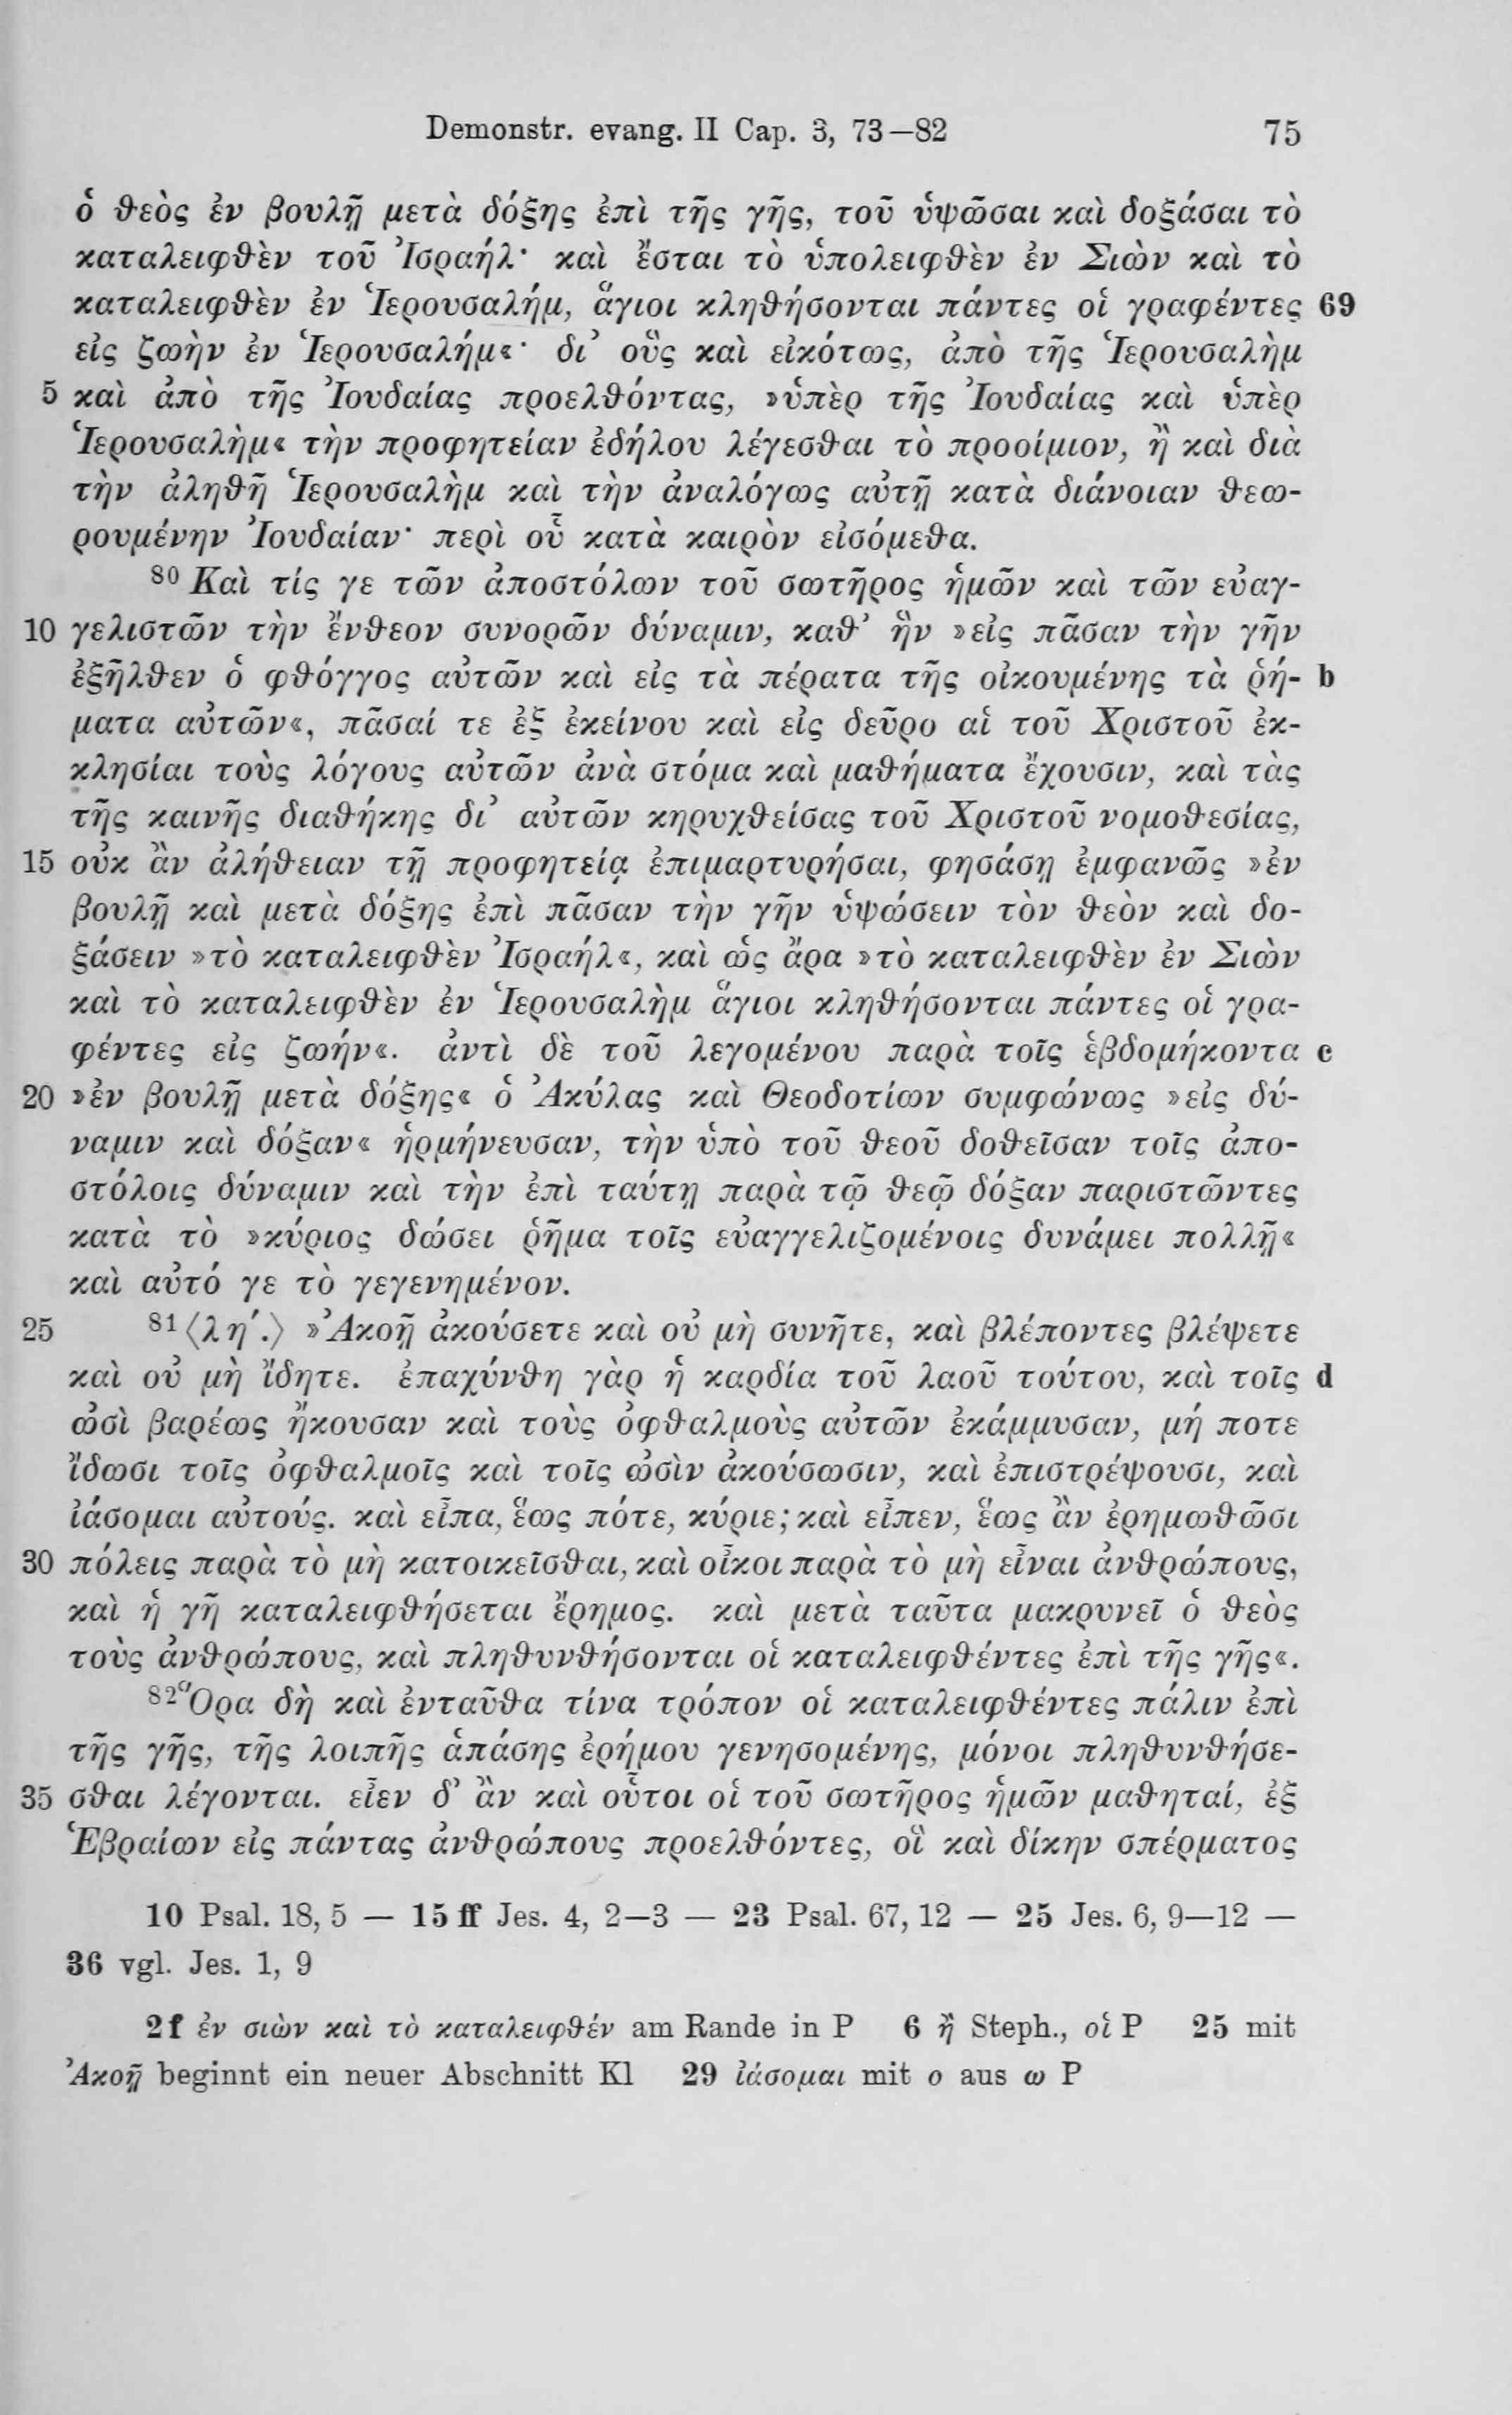 Demonstr. evang. II Cap. 3, 73—82 75
ὁ θεὸς ἐν βουλῇ μετὰ δόξης ἐπὶ τῆς γῆς, τοῦ ὑψῶσαι καὶ δοξάσαι τὸ
καταλειφθὲν τοῦ Ἰσραήλ· καὶ ἔσται τὸ ὑπολειφθὲν ἐν Σιὼν καὶ τὸ
καταλειφθὲν ἐν Ἱερουσαλήμ, ἅγιοι κληθήσονται πάντες οἱ γραφέντες 69
εἰς ζωὴν ἐν Ἱερουσαλήμ«· δι’ οὓς καὶ εἰκότως, ἀπὸ τῆς Ἱερουσαλὴμ
5 καὶ ἀπὸ τῆς Ἰουδαίας προελθόντας, »ὑπὲρ τῆς Ἰουδαίας καὶ ὑπὲρ
Ἱερουσαλὴμ« τὴν προφητείαν ἐδήλου λέγεσθαι τὸ προοίμιον, ἢ καὶ διὰ
τὴν ἀληθῆ Ἱερουσαλὴμ καὶ τὴν ἀναλόγως αὐτῇ κατὰ διάνοιαν θεω-
ρουμένην Ἰουδαίαν· περὶ οὗ κατὰ καιρὸν εἰσόμεθα.
80 Καὶ τίς γε τῶν ἀποστόλων τοῦ σωτῆρος ἡμῶν καὶ τῶν εὐαγ-
10 γελιστῶν τὴν ἔνθεον συνορῶν δύναμιν, καθ’ ἣν »εἰς πᾶσαν τὴν γῆν
ἐξῆλθεν ὁ φθόγγος αὐτῶν καὶ εἰς τὰ πέρατα τῆς οἰκουμένης τὰ ῥή- b
ματα αὐτῶν«, πᾶσαί τε ἐξ ἐκείνου καὶ εἰς δεῦρο αἱ τοῦ Χριστοῦ ἐκ-
κλησίαι τοὺς λόγους αὐτῶν ἀνὰ στόμα καὶ μαθήματα ἔχουσιν, καὶ τὰς
τῆς καινῆς διαθήκης δι’ αὐτῶν κηρυχθείσας τοῦ Χριστοῦ νομοθεσίας,
15 οὐκ ἂν ἀλήθειαν τῇ προφητείᾳ ἐπιμαρτυρήσαι, φησάσῃ ἐμφανῶς »ἐν
βουλῇ καὶ μετὰ δόξης ἐπὶ πᾶσαν τὴν γῆν ὑψώσειν τὸν θεὸν καὶ δο-
ξάσειν »τὸ καταλειφθὲν Ἰσραήλ«, καὶ ὡς ἄρα »τὸ καταλειφθὲν ἐν Σιὼν
καὶ τὸ καταλειφθὲν ἐν Ἱερουσαλὴμ ἅγιοι κληθήσονται πάντες οἱ γρα-
φέντες εἰς ζωήν«. ἀντὶ δὲ τοῦ λεγομένου παρὰ τοῖς ἑβδομήκοντα c
20 »ἐν βουλῇ μετὰ δόξης« ὁ Ἀκύλας καὶ Θεοδοτίων συμφώνως »εἰς δύ-
ναμιν καὶ δόξαν« ἡρμήνευσαν, τὴν ὑπὸ τοῦ θεοῦ δοθεῖσαν τοῖς ἀπο-
στόλοις δύναμιν καὶ τὴν ἐπὶ ταύτῃ παρὰ τῷ θεῷ δόξαν παριστῶντες
κατὰ τὸ »κύριος δώσει ῥῆμα τοῖς εὐαγγελιζομένοις δυνάμει πολλῇ«
καὶ αὐτό γε τὸ γεγενημένον.
25 81 ⟨λη΄.⟩ »Ἀκοῇ ἀκούσετε καὶ οὐ μὴ συνῆτε, καὶ βλέποντες βλέψετε
καὶ οὐ μὴ ἴδητε. ἐπαχύνθη γὰρ ἡ καρδία τοῦ λαοῦ τούτου, καὶ τοῖς d
ὠσὶ βαρέως ἤκουσαν καὶ τοὺς ὀφθαλμοὺς αὐτῶν ἐκάμμυσαν, μή ποτε
ἴδωσι τοῖς ὀφθαλμοῖς καὶ τοῖς ὠσὶν ἀκούσωσιν, καὶ ἐπιστρέψουσι, καὶ
ἰάσομαι αὐτούς. καὶ εἶπα, ἕως πότε, κύριε; καὶ εἶπεν, ἕως ἂν ἐρημωθῶσι
30 πόλεις παρὰ τὸ μὴ κατοικεῖσθαι, καὶ οἶκοι παρὰ τὸ μὴ εἶναι ἀνθρώπους,
καὶ ἡ γῆ καταλειφθήσεται ἔρημος. καὶ μετὰ ταῦτα μακρυνεῖ ὁ θεὸς
τοὺς ἀνθρώπους, καὶ πληθυνθήσονται οἱ καταλειφθέντες ἐπὶ τῆς γῆς«.
82 Ὅρα δὴ καὶ ἐνταῦθα τίνα τρόπον οἱ καταλειφθέντες πάλιν ἐπὶ
τῆς γῆς, τῆς λοιπῆς ἁπάσης ἐρήμου γενησομένης, μόνοι πληθυνθήσε-
35 σθαι λέγονται. εἶεν δ’ ἂν καὶ οὗτοι οἱ τοῦ σωτῆρος ἡμῶν μαθηταί, ἐξ
Ἑβραίων εἰς πάντας ἀνθρώπους προελθόντες, οἳ καὶ δίκην σπέρματος
10 Psal. 18, 5 — 15 ff Jes. 4, 2—3 — 23 Psal. 67, 12 — 25 Jes. 6, 9—12 —
36 vgl. Jes. 1, 9
2 f ἐν σιὼν καὶ τὸ καταλειφθέν am Rande in P 6 ἢ Steph., οἱ P 25 mit
Ἀκοῇ beginnt ein neuer Abschnitt Kl 29 ἰάσομαι mit ο aus ω P